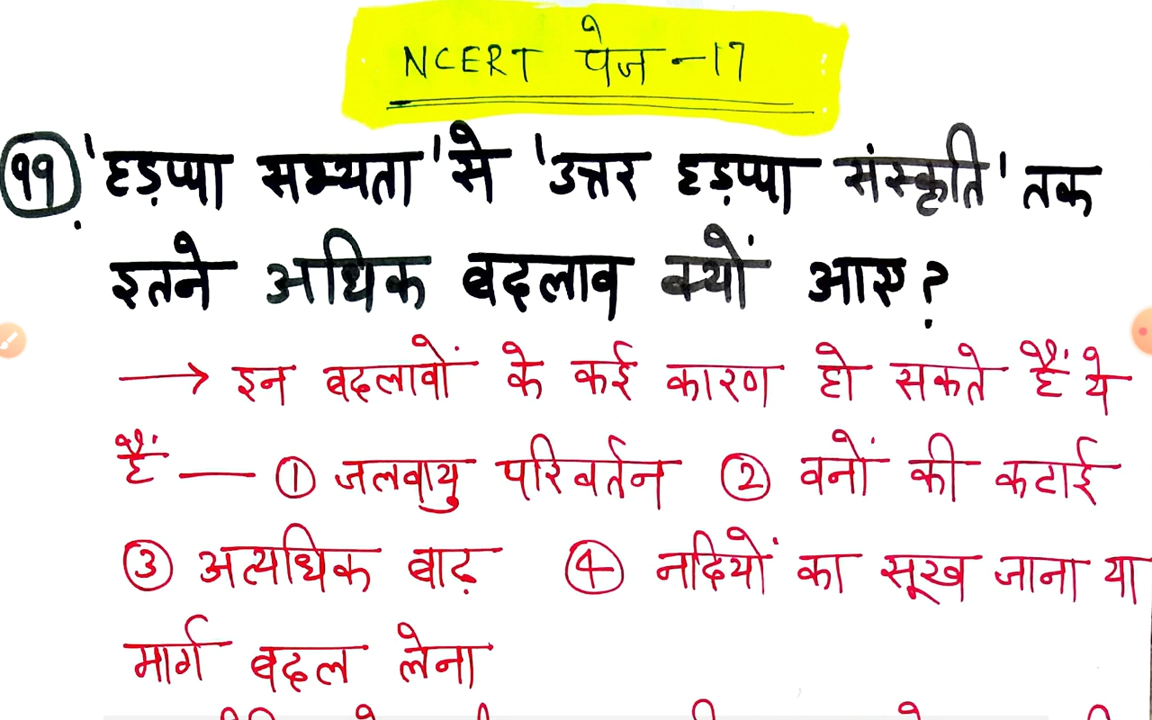 NCERT पेज -17
99 'हड़प्पा सभ्यता' से 'उत्तर हड़प्पा संस्कृति' तक
इतने अधिक बदलाव क्यों आए?
→ इन बदलावों के कई कारण हो सकते हैं ये
हैं — ① जलवायु परिवर्तन ② वनों की कटाई
③ अत्यधिक बाढ़ ④ नदियों का सूख जाना या
मार्ग बदल लेना